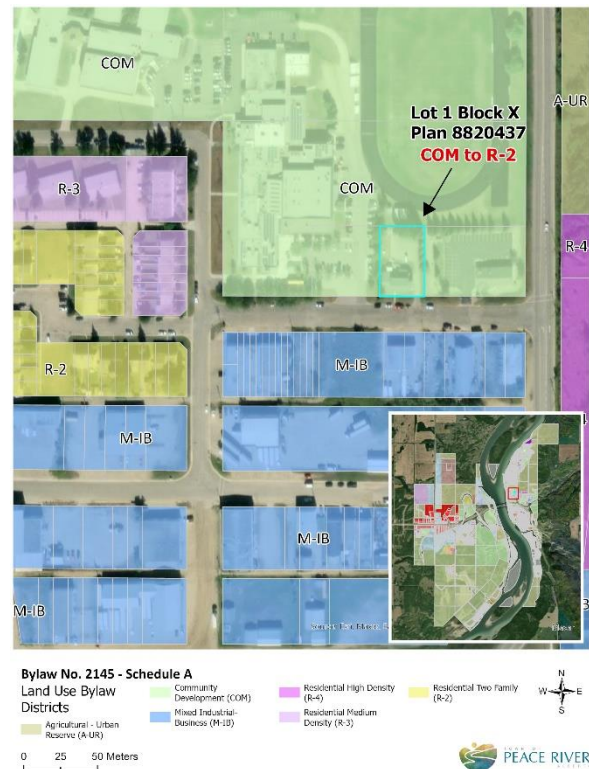 COM
A-UR
Lot 1 Block X
Plan 8820437
COM to R-2
R-3
COM
R-4
R-2
M-IB
M-IB
M-IB
M-IB
Bylaw No. 2145 - Schedule A
Land Use Bylaw
Districts
Agricultural - Urban
Reserve (A-UR)
Community
Development (COM)
Mixed Industrial-
Business (M-IB)
Residential High Density
(R-4)
Residential Medium
Density (R-3)
Residential Two Family
(R-2)
N
W E
S
0 25 50 Meters
PEACE RIVER